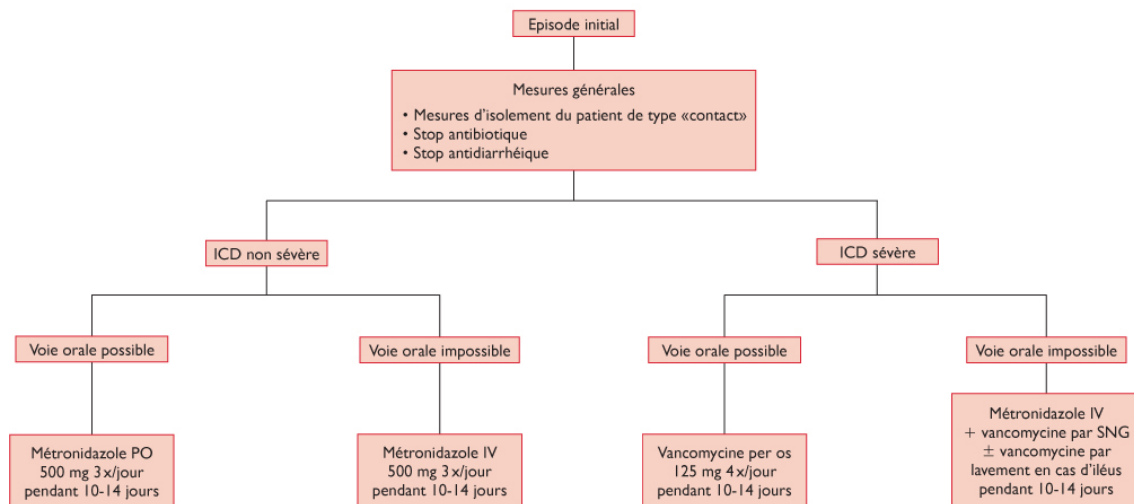 Episode initial
Mesures générales
• Mesures d'isolement du patient de type «contact»
• Stop antibiotique
• Stop antidiarrhéique
ICD non sévère
ICD sévère
Voie orale possible
Voie orale impossible
Voie orale possible
Voie orale impossible
Métronidazole PO
500 mg 3 x/jour
pendant 10-14 jours
Métronidazole IV
500 mg 3 x/jour
pendant 10-14 jours
Vancomycine per os
125 mg 4 x/jour
pendant 10-14 jours
Métronidazole IV
+ vancomycine par SNG
± vancomycine par
lavement en cas d'iléus
pendant 10-14 jours